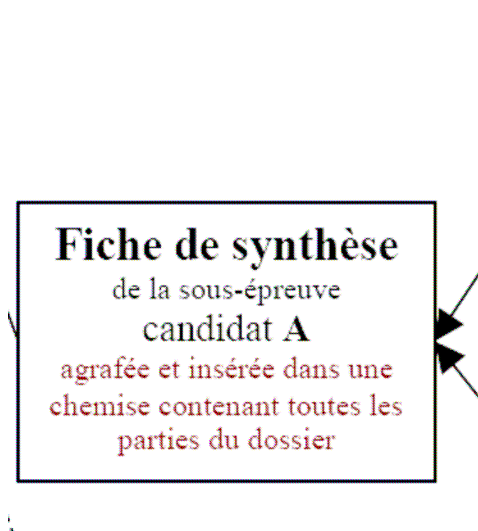 Fiche de synthèse
de la sous-épreuve
candidat A
agrafée et insérée dans une
chemise contenant toutes les
parties du dossier